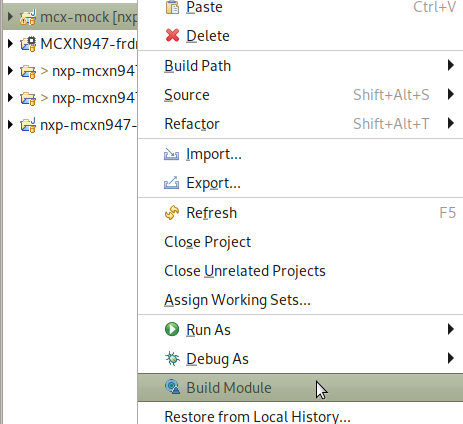 mcx-mock [nxp
MCXN947-frdr
> nxp-mcxn947
> nxp-mcxn947
nxp-mcxn947-
Paste Ctrl+V
Delete
Build Path
Source Shift+Alt+S
Refactor Shift+Alt+T
Import...
Export...
Refresh F5
Close Project
Close Unrelated Projects
Assign Working Sets...
Run As
Debug As
Build Module
Restore from Local History...